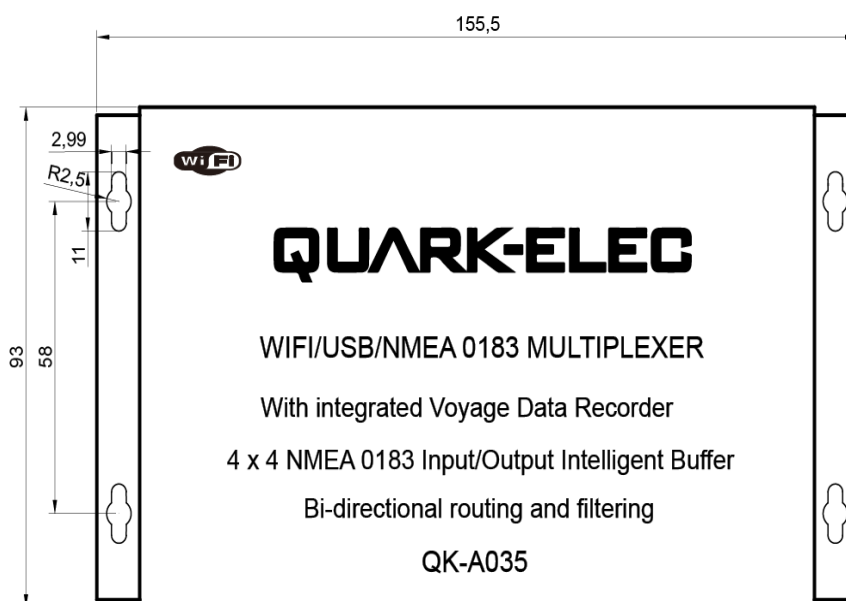 155,5
2,99
WiFi
R2,5
11
QUARK-ELEC
93
58
WIFI/USB/NMEA 0183 MULTIPLEXER
With integrated Voyage Data Recorder
4 x 4 NMEA 0183 Input/Output Intelligent Buffer
Bi-directional routing and filtering
QK-A035